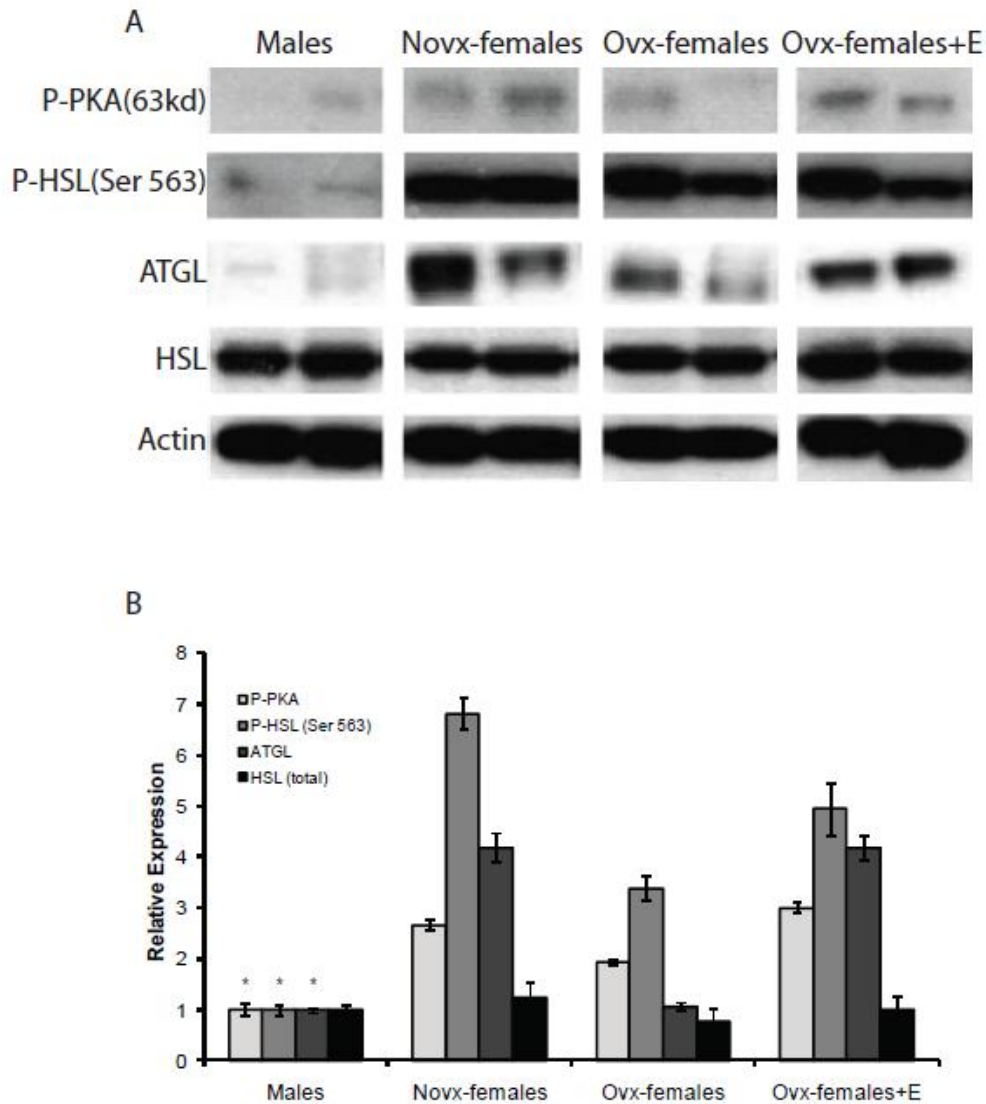 A
Males Novx-females Ovx-females Ovx-females+E
P-PKA(63kd)
P-HSL(Ser 563)
ATGL
HSL
Actin
B
8
7
6
5
4
3
2
1
0
Relative Expression
P-PKA
P-HSL (Ser 563)
ATGL
HSL (total)
* * *
Males Novx-females Ovx-females Ovx-females+E